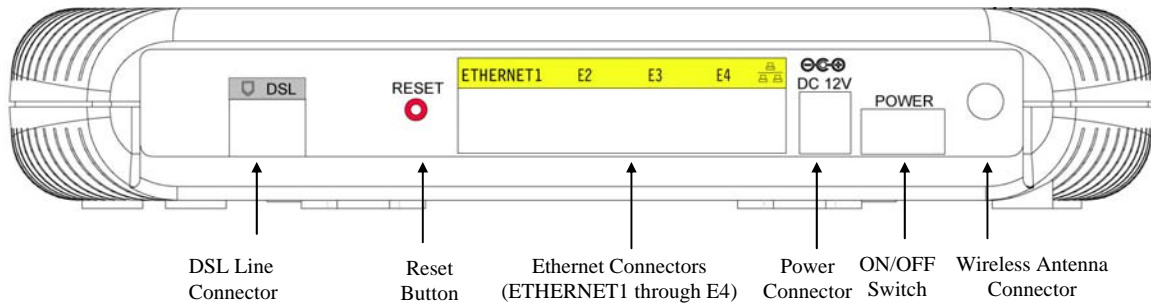 ETHERNET1 E2 E3 E4
DSL
RESET
DC 12V
POWER
DSL Line
Connector
Reset
Button
Ethernet Connectors
(ETHERNET1 through E4)
Power
Connector
ON/OFF
Switch
Wireless Antenna
Connector